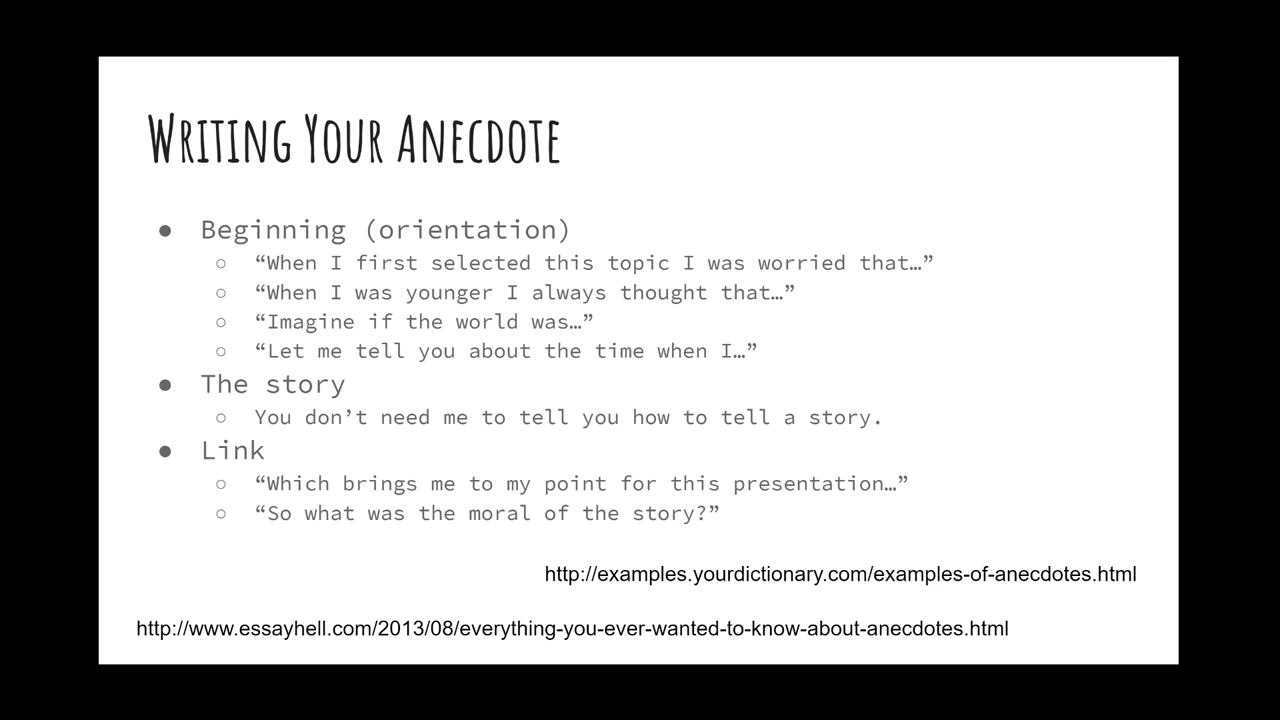 Writing Your Anecdote
● Beginning (orientation)
○ “When I first selected this topic I was worried that…”
○ “When I was younger I always thought that…”
○ “Imagine if the world was…”
○ “Let me tell you about the time when I…”
● The story
○ You don’t need me to tell you how to tell a story.
● Link
○ “Which brings me to my point for this presentation…”
○ “So what was the moral of the story?”
http://examples.yourdictionary.com/examples-of-anecdotes.html
http://www.essayhell.com/2013/08/everything-you-ever-wanted-to-know-about-anecdotes.html